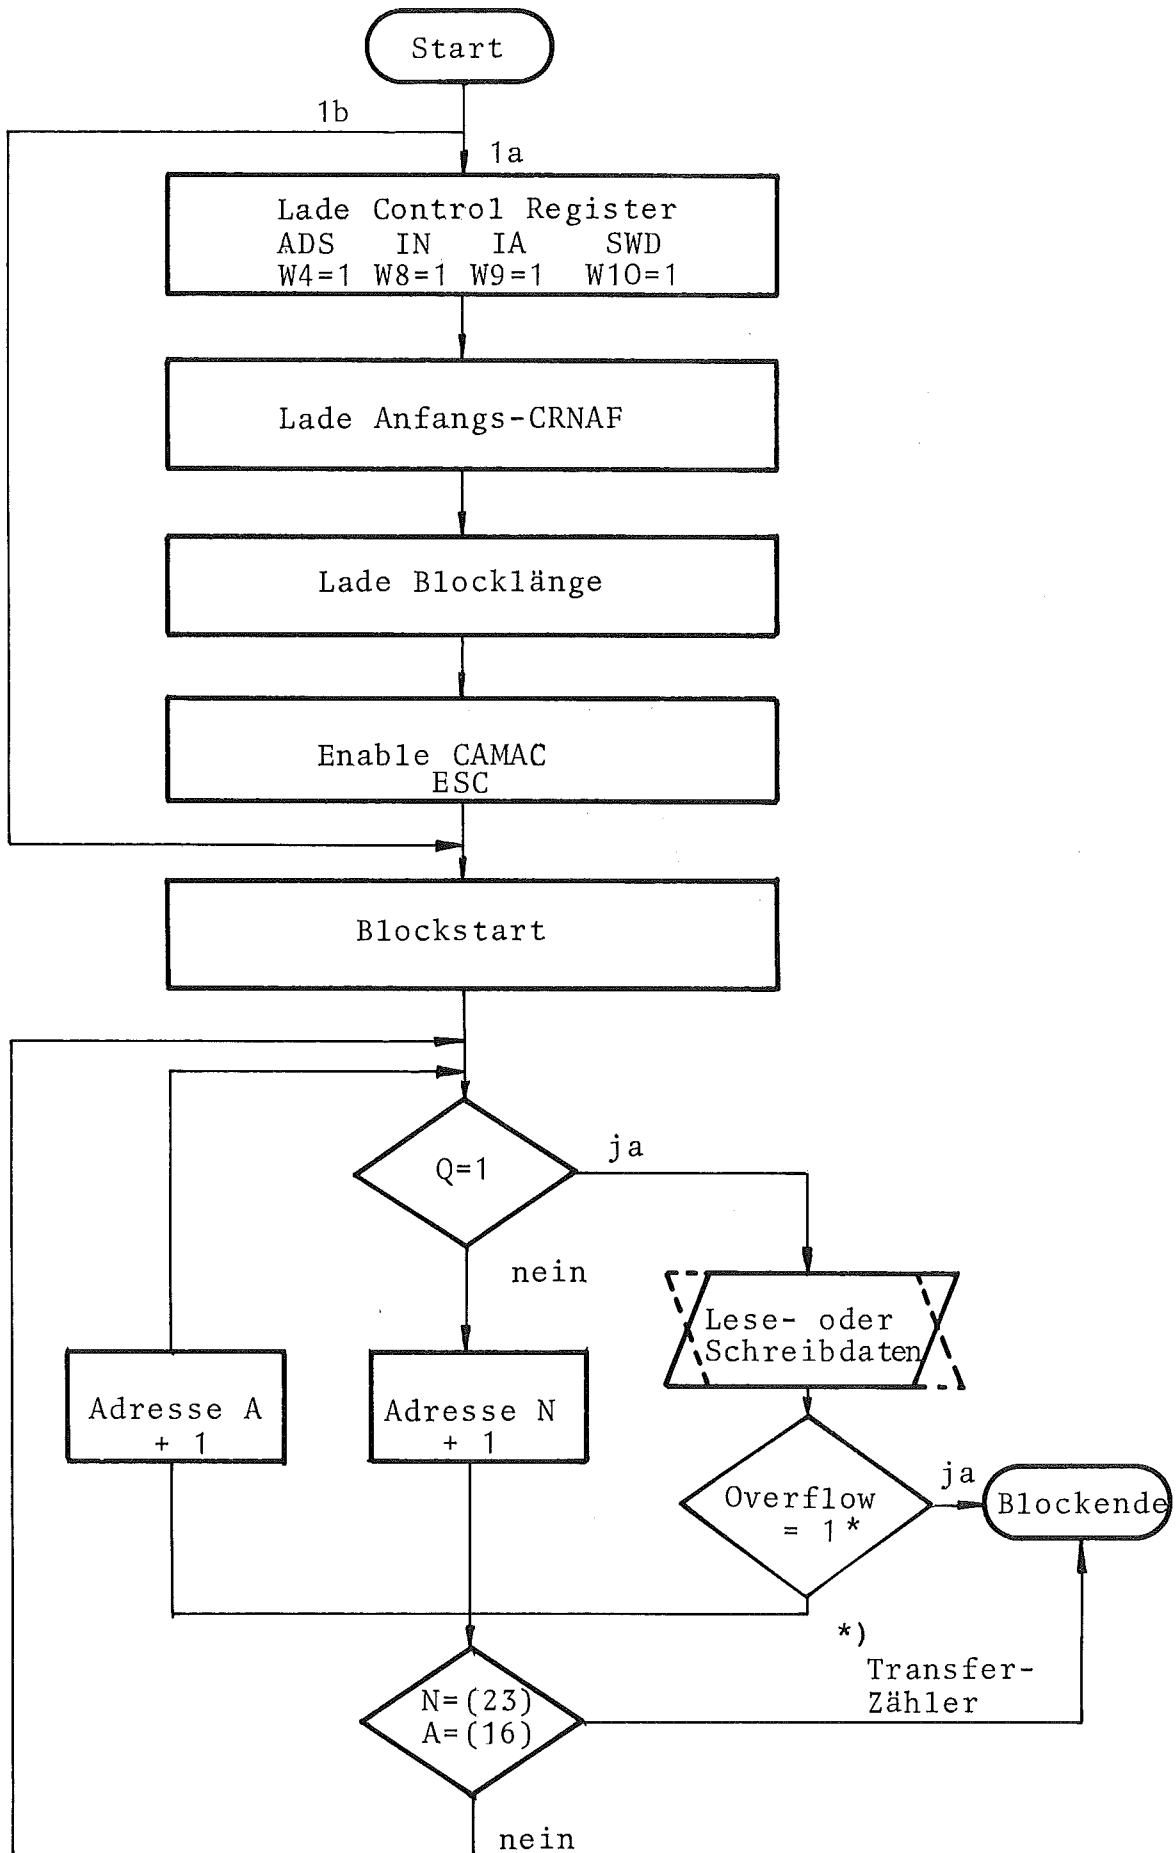 Start
1b
1a
Lade Control Register
ADS IN IA SWD
W4=1 W8=1 W9=1 W10=1
Lade Anfangs-CRNAF
Lade Blocklänge
Enable CAMAC
ESC
Blockstart
Q=1
ja
nein
Lese- oder
Schreibdaten
Adresse A
+ 1
Adresse N
+ 1
Overflow
= 1*
ja
Blockende
*)
Transfer-
Zähler
N=(23)
A=(16)
nein